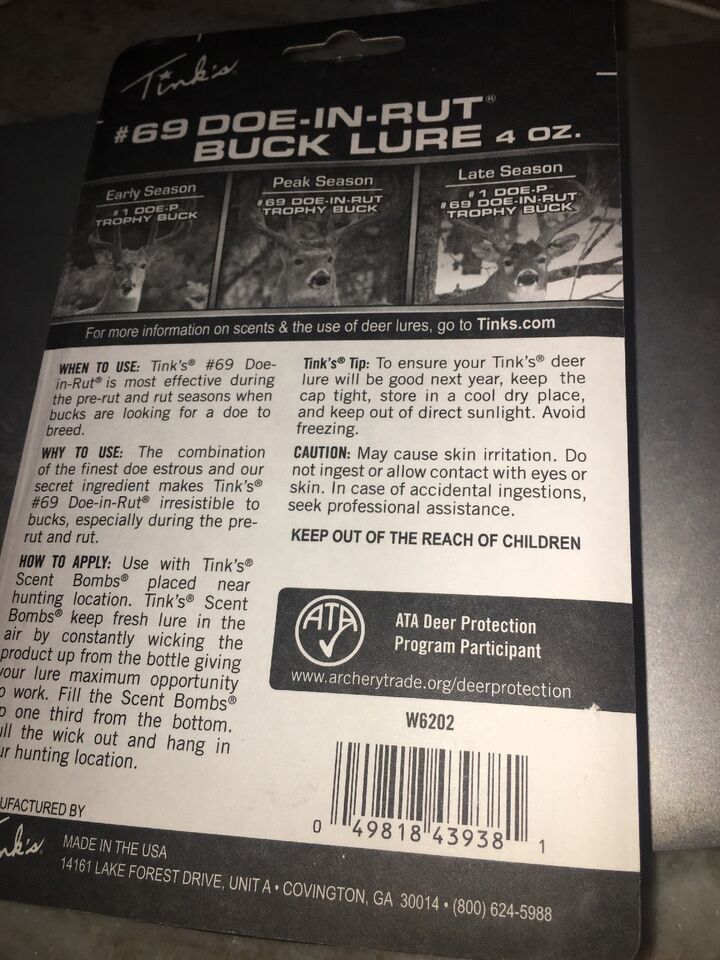 Tink's
#69 DOE-IN-RUT®
BUCK LURE 4 OZ.
Early Season
#1 DOE-P
TROPHY BUCK
Peak Season
#69 DOE-IN-RUT
TROPHY BUCK
Late Season
#1 DOE-P
#69 DOE-IN-RUT
TROPHY BUCK
For more information on scents & the use of deer lures, go to Tinks.com
WHEN TO USE: Tink's® #69 Doe-
in-Rut® is most effective during
the pre-rut and rut seasons when
bucks are looking for a doe to
breed.
WHY TO USE: The combination
of the finest doe estrous and our
secret ingredient makes Tink's®
#69 Doe-in-Rut® irresistible to
bucks, especially during the pre-
rut and rut.
HOW TO APPLY: Use with Tink's®
Scent Bombs® placed near
hunting location. Tink's® Scent
Bombs® keep fresh lure in the
air by constantly wicking the
product up from the bottle giving
your lure maximum opportunity
o work. Fill the Scent Bombs®
p one third from the bottom.
ull the wick out and hang in
ur hunting location.
Tink's® Tip: To ensure your Tink's® deer
lure will be good next year, keep the
cap tight, store in a cool dry place,
and keep out of direct sunlight. Avoid
freezing.
CAUTION: May cause skin irritation. Do
not ingest or allow contact with eyes or
skin. In case of accidental ingestions,
seek professional assistance.
KEEP OUT OF THE REACH OF CHILDREN
ATA
ATA Deer Protection
Program Participant
www.archerytrade.org/deerprotection
W6202
0 49818 43938 1
UFACTURED BY
nk's
MADE IN THE USA
14161 LAKE FOREST DRIVE, UNIT A • COVINGTON, GA 30014 • (800) 624-5988